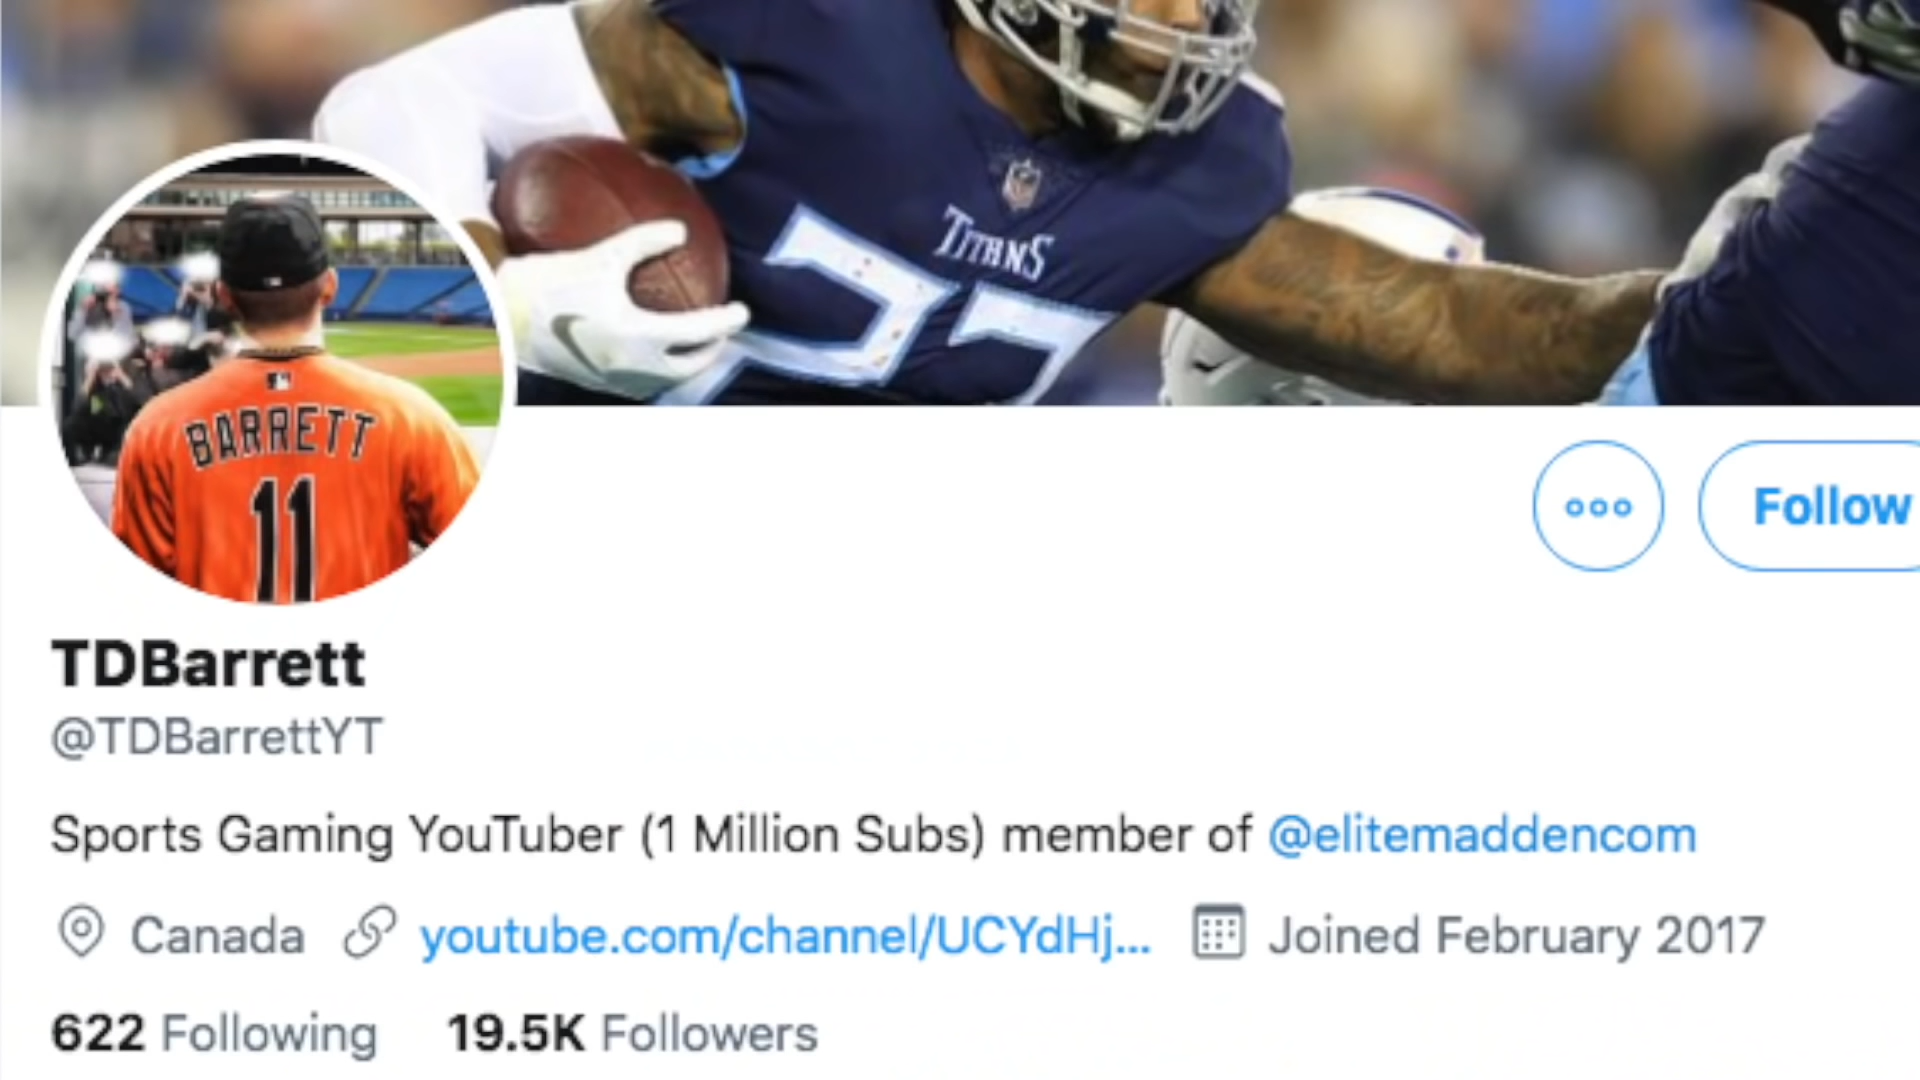 TITANS
22
BARRETT
11
Follow
TDBarrett
@TDBarrettYT
Sports Gaming YouTuber (1 Million Subs) member of @elitemaddencom
Canada youtube.com/channel/UCYdHj... Joined February 2017
622 Following 19.5K Followers